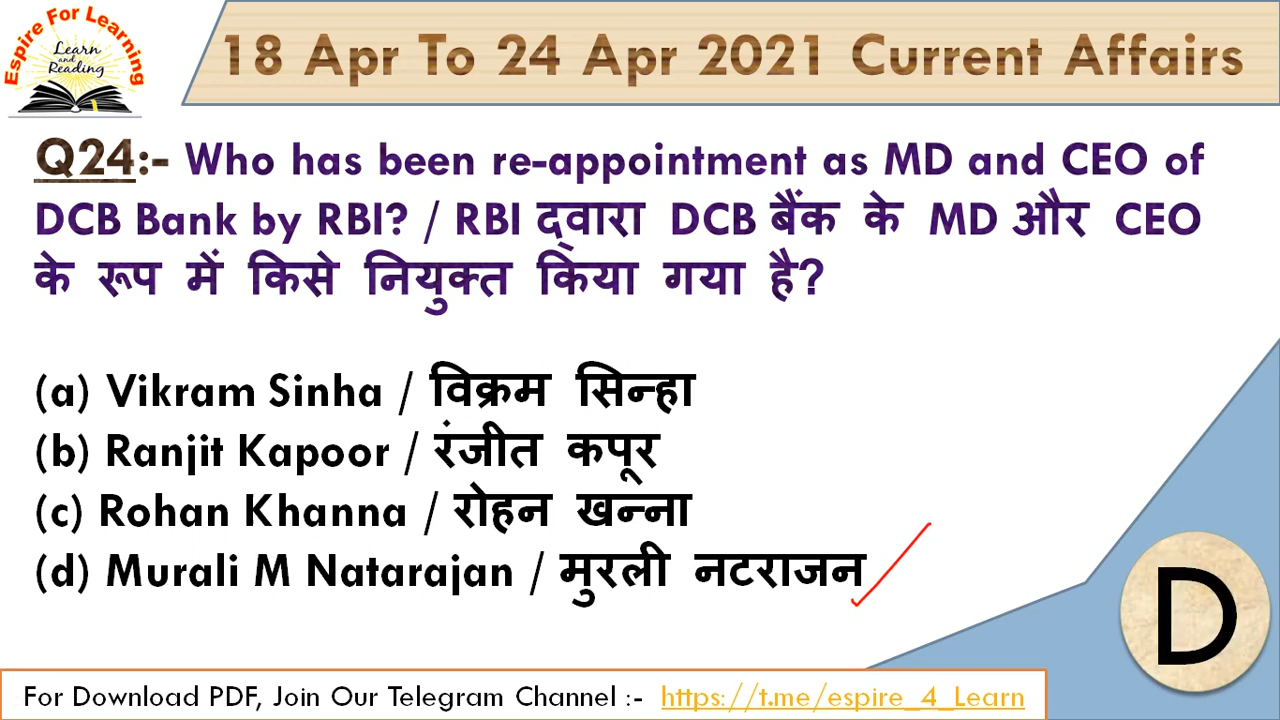 Espire For Learning
Learn
and
Reading
18 Apr To 24 Apr 2021 Current Affairs
Q24:- Who has been re-appointment as MD and CEO of
DCB Bank by RBI? / RBI द्वारा DCB बैंक के MD और CEO
के रूप में किसे नियुक्त किया गया है?
(a) Vikram Sinha / विक्रम सिन्हा
(b) Ranjit Kapoor / रंजीत कपूर
(c) Rohan Khanna / रोहन खन्ना
(d) Murali M Natarajan / मुरली नटराजन
D
For Download PDF, Join Our Telegram Channel :- https://t.me/espire_4_Learn